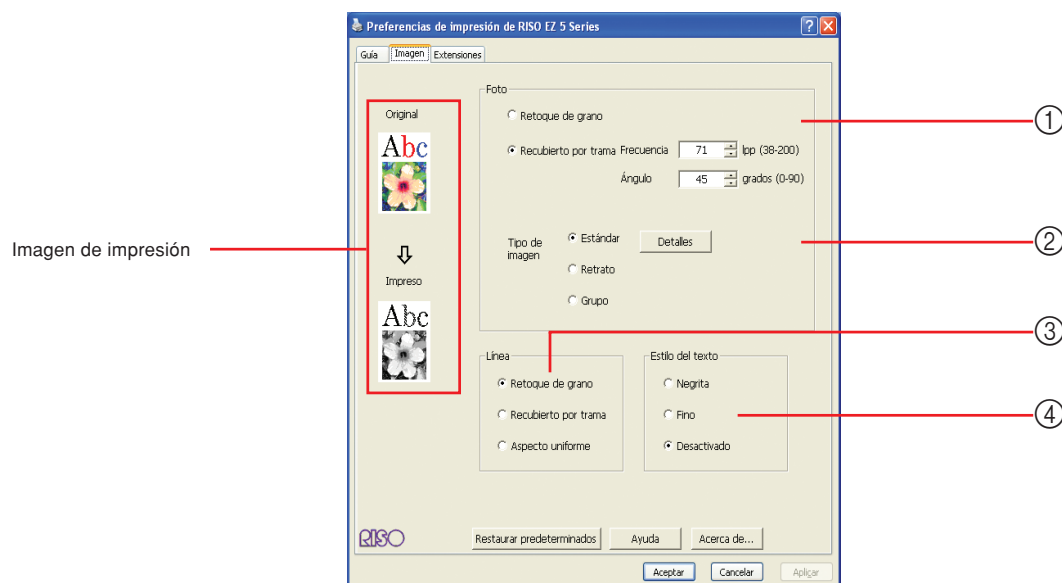 Preferencias de impresión de RISO EZ 5 Series
Guía Imagen Extensiones
Imagen de impresión
Original
Abc
Impreso
Abc
Foto
Retoque de grano
①
Recubierto por trama Frecuencia 71 lpp (38-200)
Ángulo 45 grados (0-90)
Tipo de imagen
Estándar Detalles
②
Retrato
Grupo
③
Línea
Retoque de grano
Recubierto por trama
Aspecto uniforme
Estilo del texto
Negrita
Fino
④
Desactivado
RISO
Restaurar predeterminados Ayuda Acerca de...
Aceptar Cancelar Aplicar